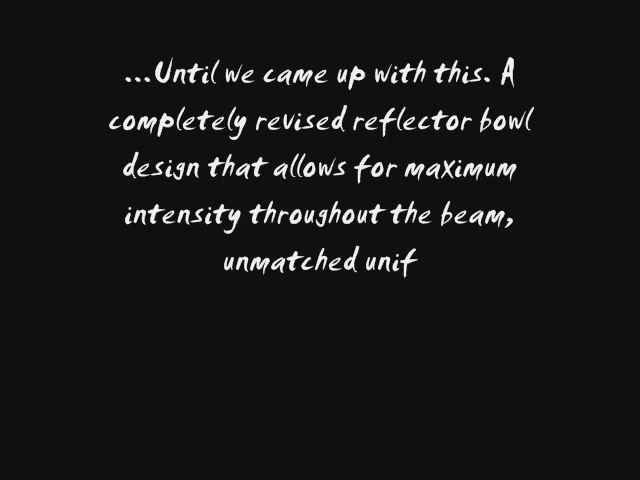 ...Until we came up with this. A
completely revised reflector bowl
design that allows for maximum
intensity throughout the beam,
unmatched unif